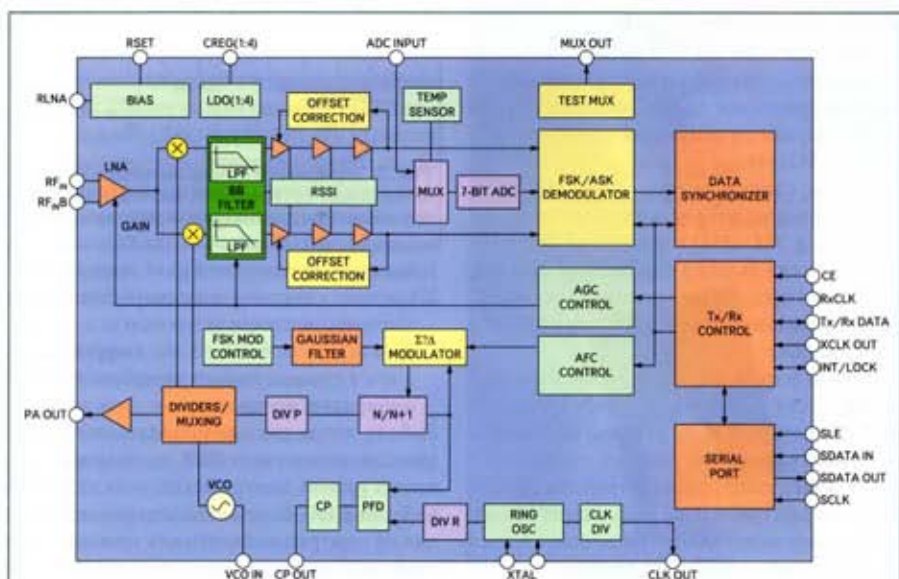 RSET
CREG(1:4)
ADC INPUT
MUX OUT
RLNA
BIAS
LDO(1:4)
OFFSET
CORRECTION
TEMP
SENSOR
TEST MUX
LNA
RFIN
RFINB
GAIN
LPF
BB
FILTER
LPF
RSSI
MUX
7-BIT ADC
FSK/ASK
DEMODULATOR
DATA
SYNCHRONIZER
OFFSET
CORRECTION
AGC
CONTROL
Tx/Rx
CONTROL
CE
RxCLK
Tx/Rx DATA
XCLK OUT
INT/LOCK
FSK MOD
CONTROL
GAUSSIAN
FILTER
MODULATOR
AFC
CONTROL
PA OUT
DIVIDERS/
MUXING
DIV P
N/N+1
SERIAL
PORT
SLE
SDATA IN
SDATA OUT
SCLK
VCO
CP
PFD
DIV R
RING
OSC
CLK
DIV
VCO IN
CP OUT
XTAL
CLK OUT